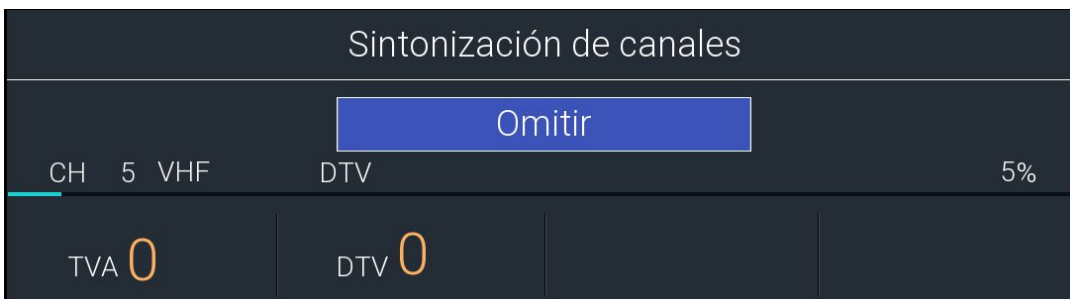 Sintonización de canales
Omitir
CH 5 VHF DTV 5%
TVA 0 DTV 0